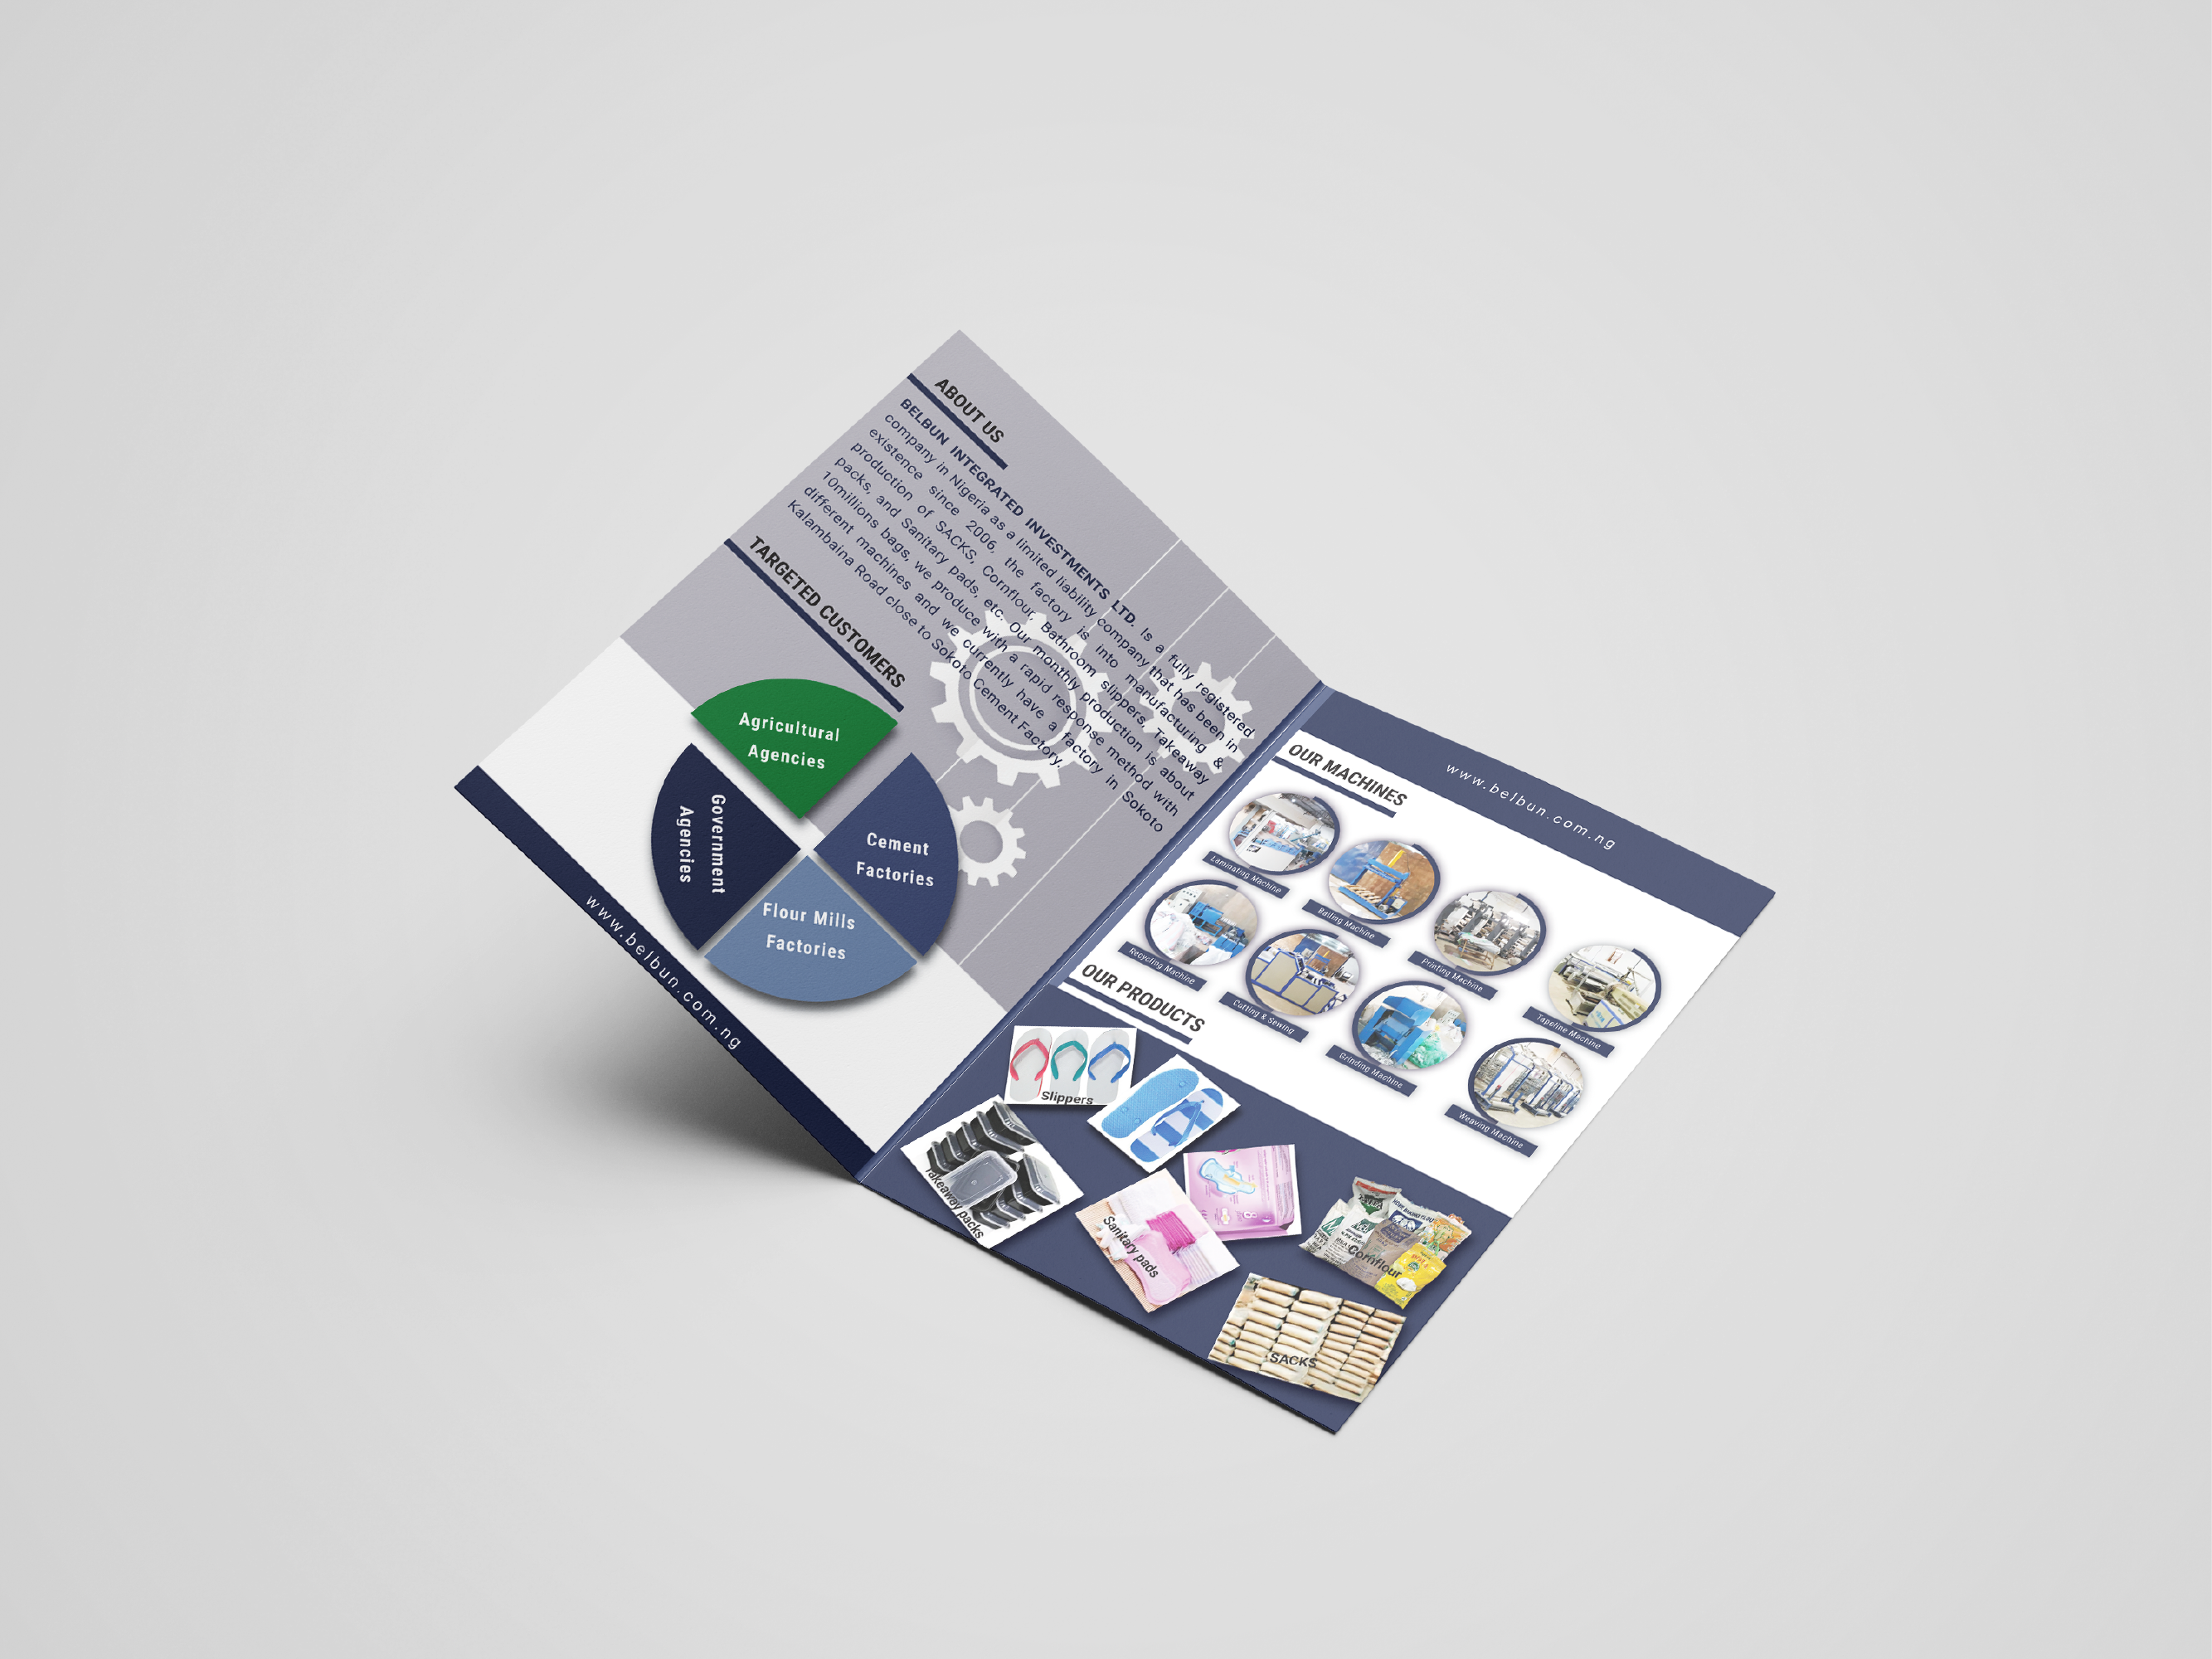 ABOUT US
BELBUN INTEGRATED INVESTMENTS LTD. Is a fully registered
company in Nigeria as a limited liability company that has been in
existence since 2006, the factory is into manufacturing &
production of SACKS, Cornflour, Bathroom slippers, Takeaway
packs, and Sanitary pads, etc. Our monthly production is about
10millions bags, we produce with a rapid response method with
different machines and we currently have a factory in Sokoto
Kalambaina Road close to Sokoto Cement Factory.
TARGETED CUSTOMERS
Agricultural
Agencies
Government
Agencies
Cement
Factories
Flour Mills
Factories
www.belbun.com.ng
www.belbun.com.ng
OUR MACHINES
Laminating Machine
Bailing Machine
Printing Machine
Tapeline Machine
Recycling Machine
Cutting & Sewing
Grinding Machine
Weaving Machine
OUR PRODUCTS
Slippers
Takeaway packs
Sanitary pads
Cornflour
SACKS